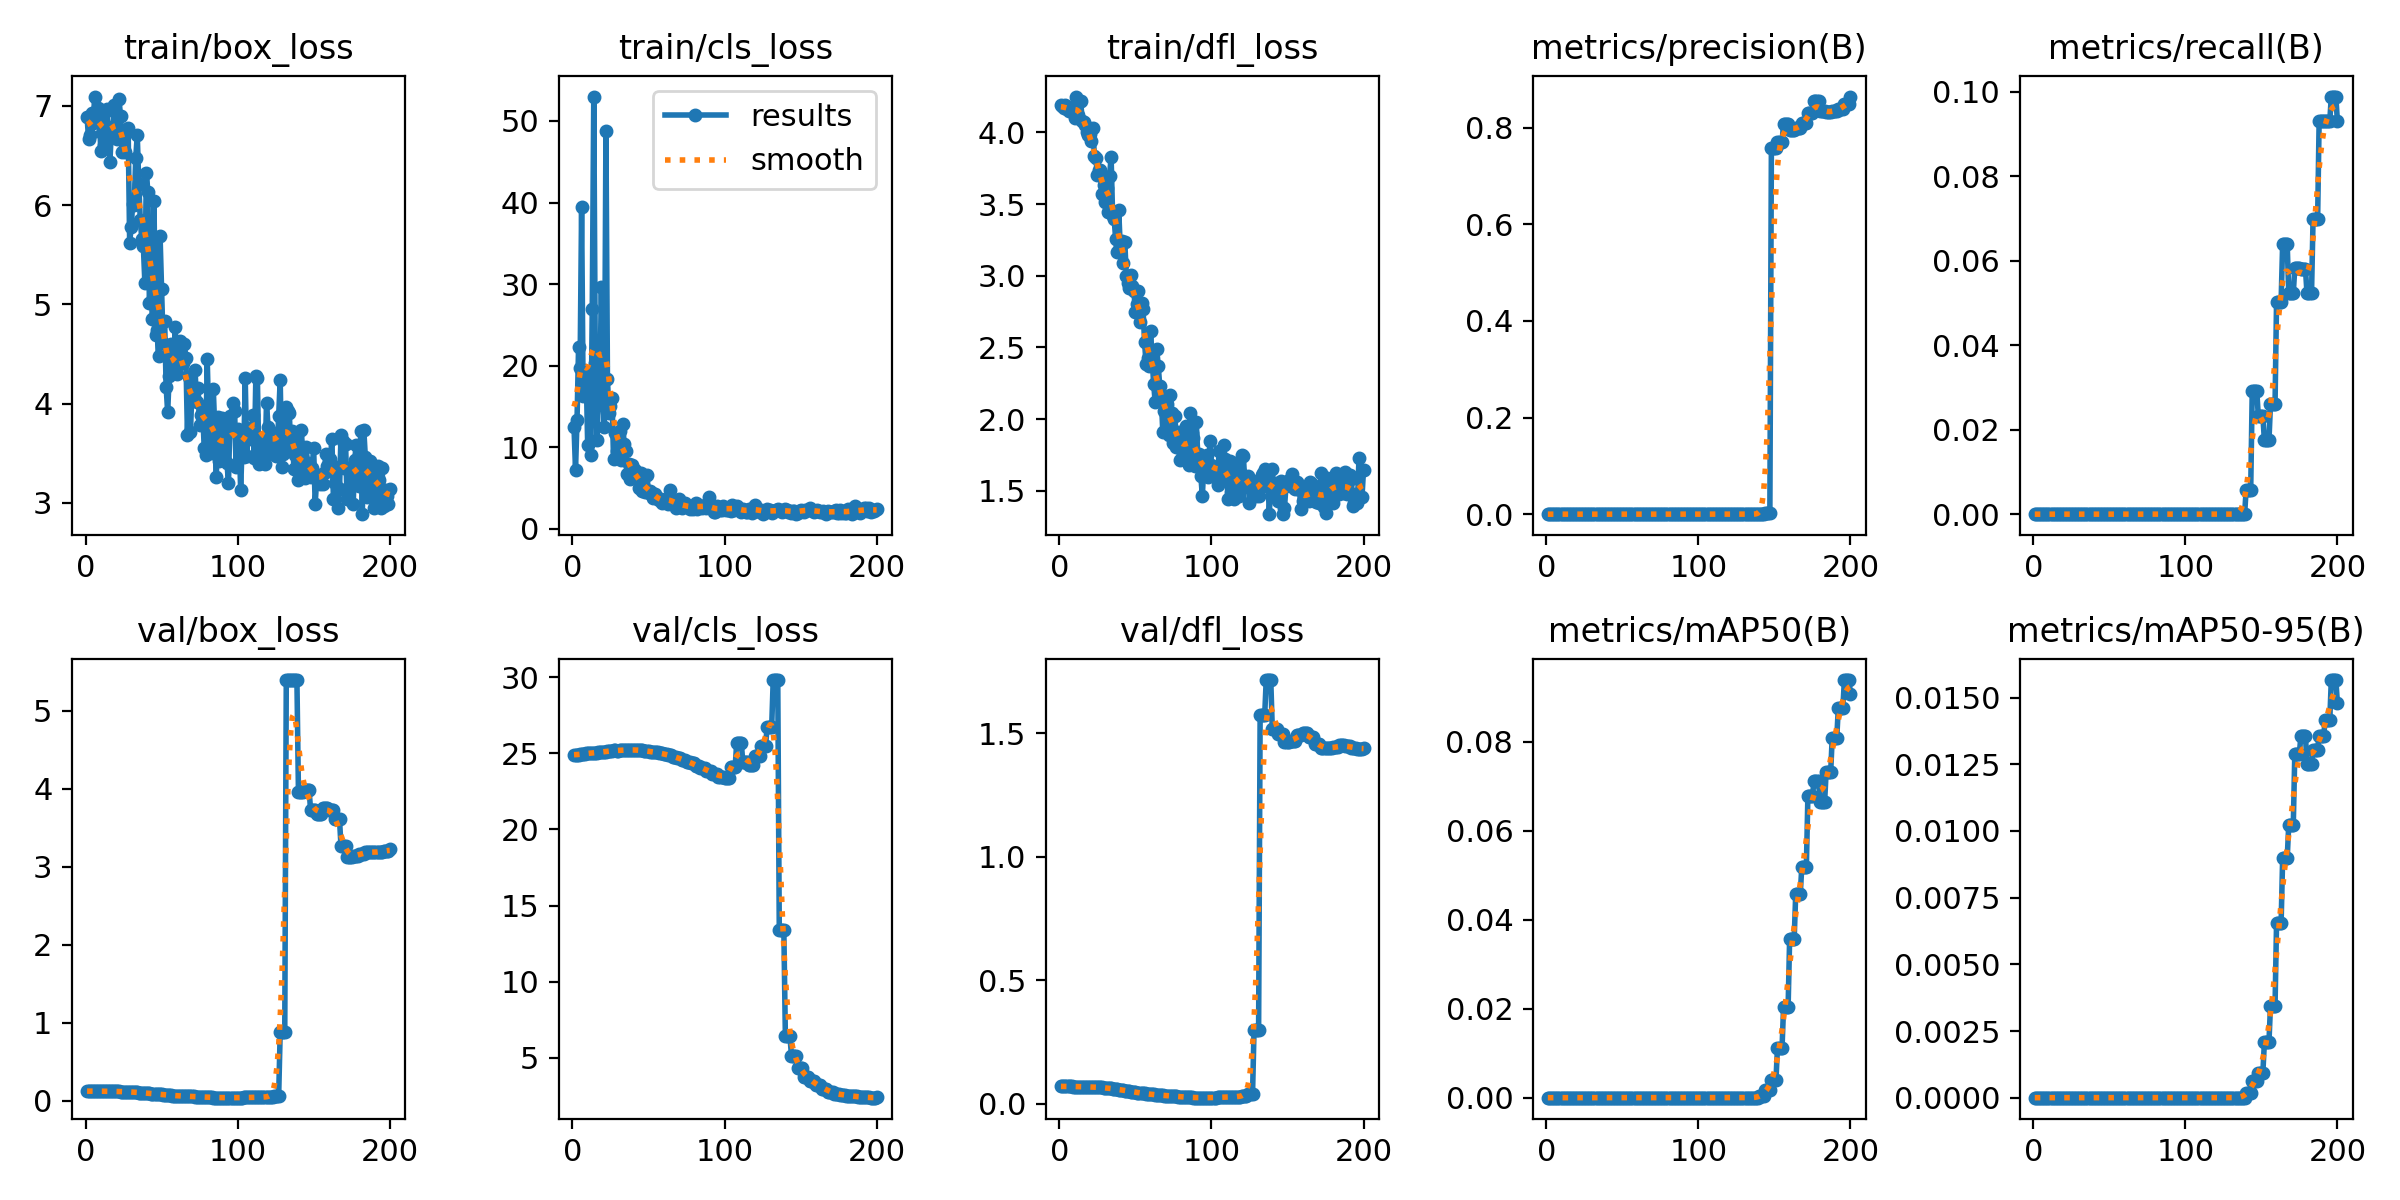 train/box_loss
7
6
5
4
3
0 100 200
train/cls_loss
results
smooth
50
40
30
20
10
0
0 100 200
train/dfl_loss
4.0
3.5
3.0
2.5
2.0
1.5
0 100 200
metrics/precision(B)
0.8
0.6
0.4
0.2
0.0
0 100 200
metrics/recall(B)
0.10
0.08
0.06
0.04
0.02
0.00
0 100 200
val/box_loss
5
4
3
2
1
0
0 100 200
val/cls_loss
30
25
20
15
10
5
0 100 200
val/dfl_loss
1.5
1.0
0.5
0.0
0 100 200
metrics/mAP50(B)
0.08
0.06
0.04
0.02
0.00
0 100 200
metrics/mAP50-95(B)
0.0150
0.0125
0.0100
0.0075
0.0050
0.0025
0.0000
0 100 200